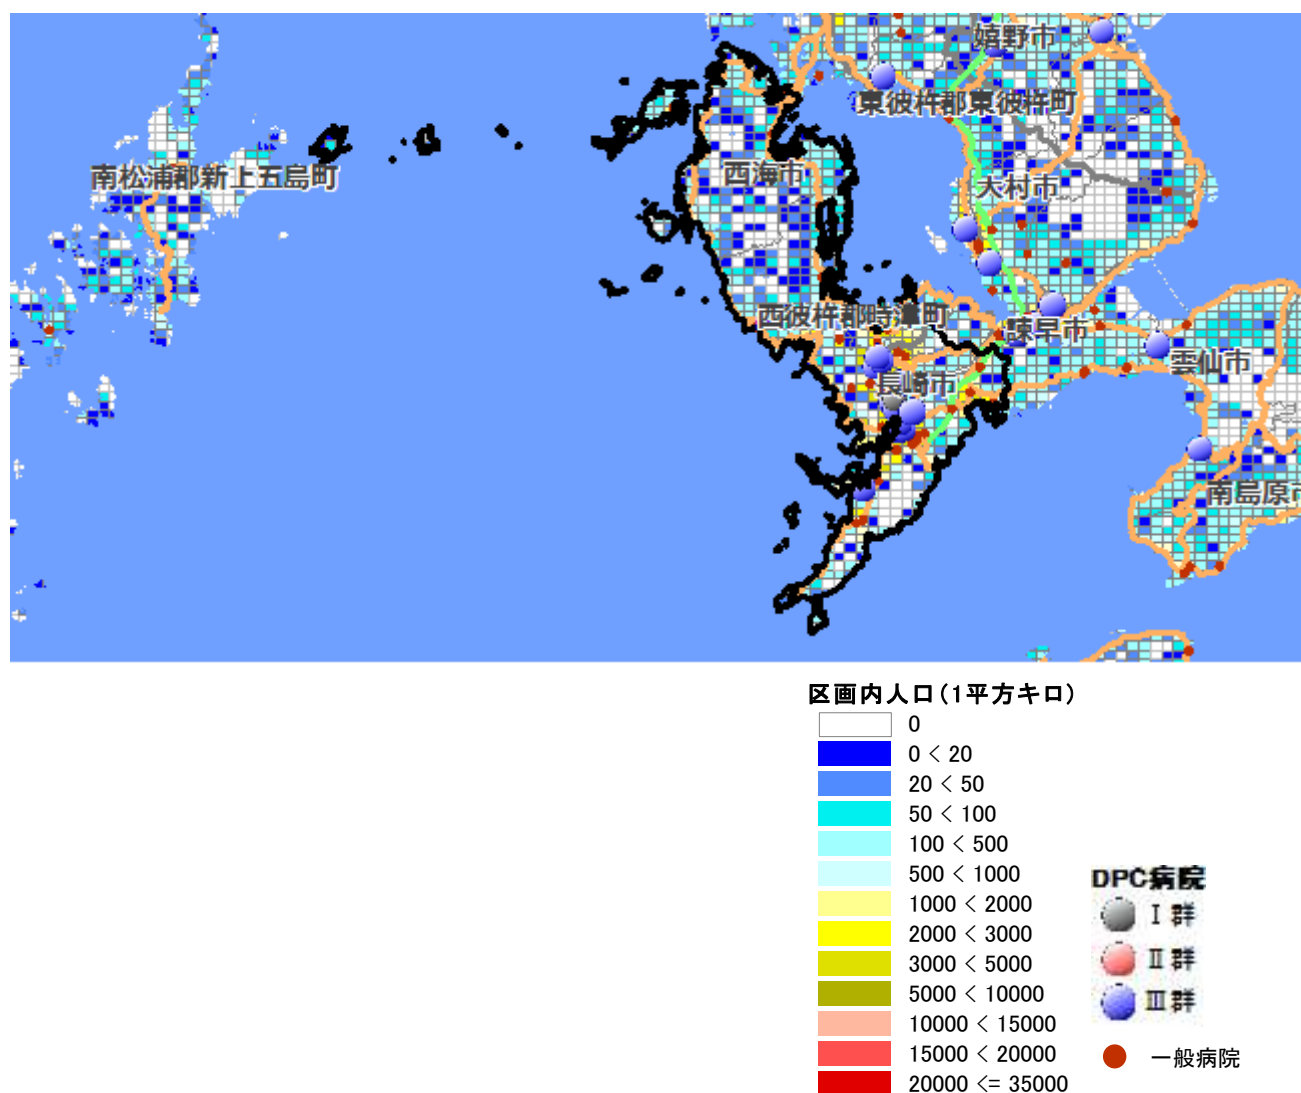 嬉野市
東彼杵郡東彼杵町
南松浦郡新上五島町
西海市
大村市
西彼杵郡時津町
諫早市
雲仙市
長崎市
南島原市
区画内人口(1平方キロ)
0
0 < 20
20 < 50
50 < 100
100 < 500
500 < 1000
1000 < 2000
2000 < 3000
3000 < 5000
5000 < 10000
10000 < 15000
15000 < 20000
20000 <= 35000
DPC病院
Ⅰ群
Ⅱ群
Ⅲ群
一般病院